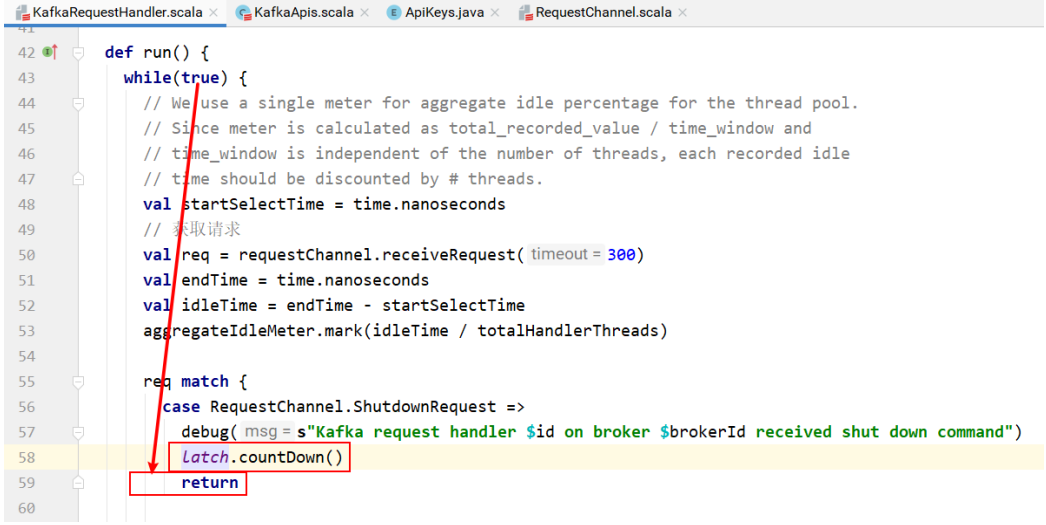 KafkaRequestHandler.scala × KafkaApis.scala × ApiKeys.java × RequestChannel.scala ×
41
42 def run() {
43 while(true) {
44 // We use a single meter for aggregate idle percentage for the thread pool.
45 // Since meter is calculated as total_recorded_value / time_window and
46 // time_window is independent of the number of threads, each recorded idle
47 // time should be discounted by # threads.
48 val startSelectTime = time.nanoseconds
49 // 获取请求
50 val req = requestChannel.receiveRequest( timeout = 300)
51 val endTime = time.nanoseconds
52 val idleTime = endTime - startSelectTime
53 aggregateIdleMeter.mark(idleTime / totalHandlerThreads)
54
55 req match {
56 case RequestChannel.ShutdownRequest =>
57 debug( msg = s"Kafka request handler $id on broker $brokerId received shut down command")
58 latch.countDown()
59 return
60